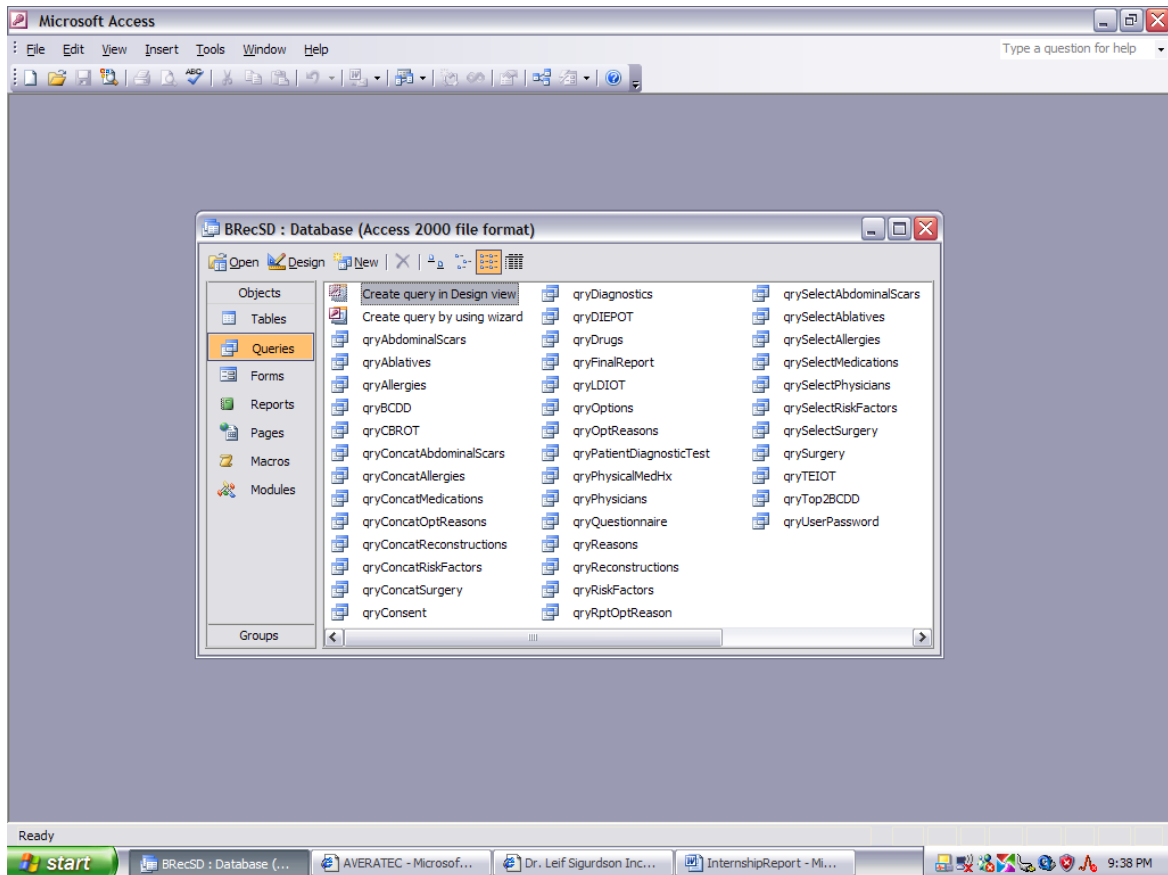 Microsoft Access
File Edit View Insert Tools Window Help Type a question for help
BRecSD : Database (Access 2000 file format)
Open Design New
Objects
Tables
Queries
Forms
Reports
Pages
Macros
Modules
Groups
Create query in Design view
Create query by using wizard
qryAbdominalScars
qryAblatives
qryAllergies
qryBCDD
qryCBROT
qryConcatAbdominalScars
qryConcatAllergies
qryConcatMedications
qryConcatOptReasons
qryConcatReconstructions
qryConcatRiskFactors
qryConcatSurgery
qryConsent
qryDiagnostics
qryDIEPOT
qryDrugs
qryFinalReport
qryLDIOT
qryOptions
qryOptReasons
qryPatientDiagnosticTest
qryPhysicalMedHx
qryPhysicians
qryQuestionnaire
qryReasons
qryReconstructions
qryRiskFactors
qryRptOptReason
qrySelectAbdominalScars
qrySelectAblatives
qrySelectAllergies
qrySelectMedications
qrySelectPhysicians
qrySelectRiskFactors
qrySelectSurgery
qrySurgery
qryTEIOT
qryTop2BCDD
qryUserPassword
Ready
start BRecSD : Database (... AVERATEC - Microsof... Dr. Leif Sigurdson Inc... InternshipReport - Mi... 9:38 PM